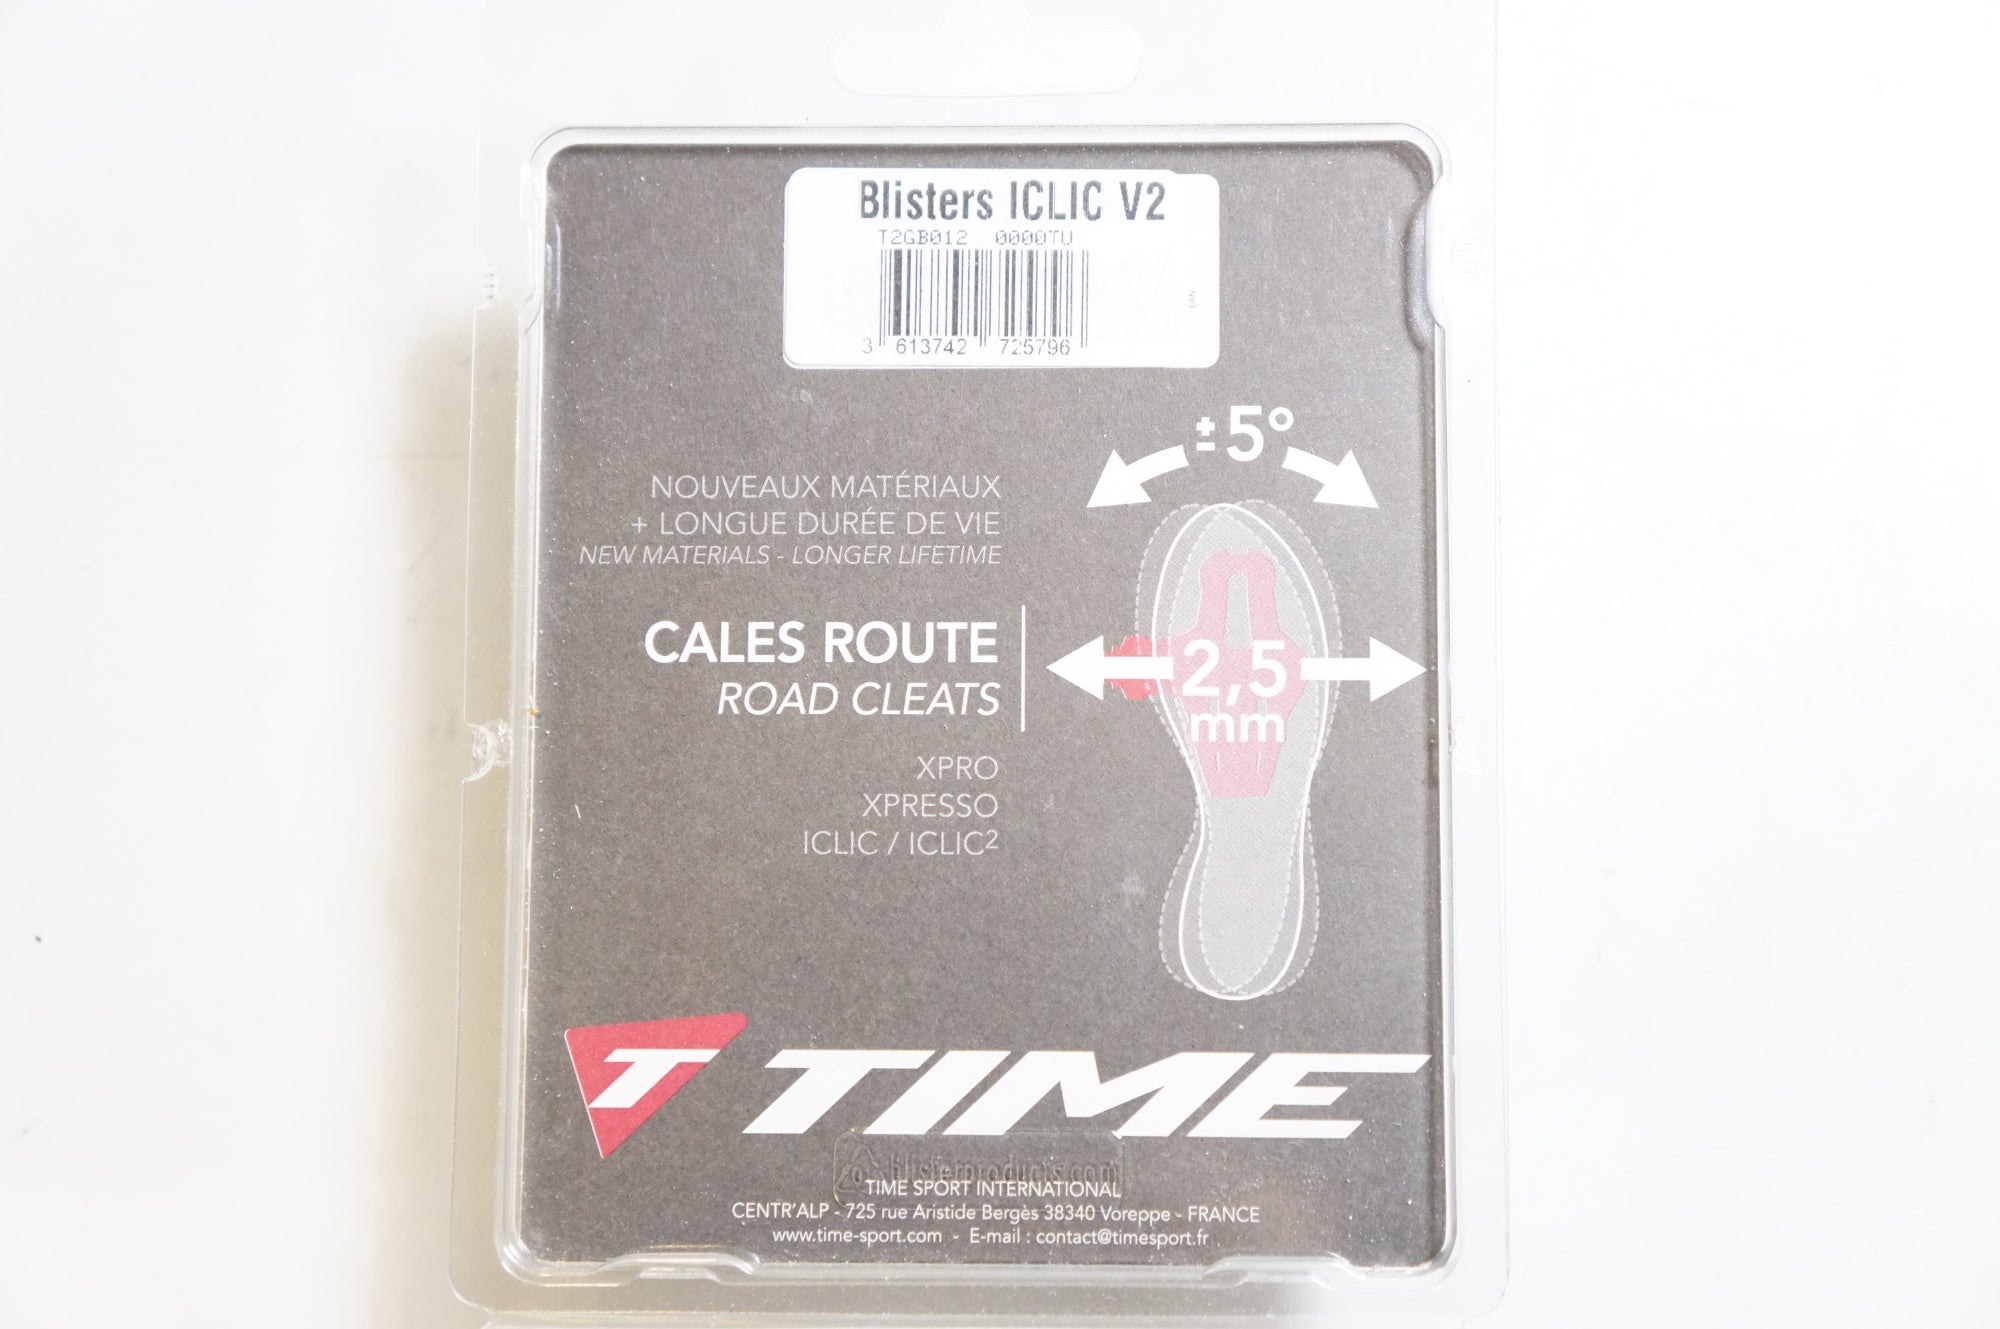 Blisters ICLIC V2
T2GB012 0000TU
EAN
3 613742 725796
±5°
NOUVEAUX MATÉRIAUX
+ LONGUE DURÉE DE VIE
NEW MATERIALS - LONGER LIFETIME
CALES ROUTE
ROAD CLEATS
2,5
mm
XPRO
XPRESSO
ICLIC / ICLIC²
T TIME
blisterproducts.com
TIME SPORT INTERNATIONAL
CENTR'ALP - 725 rue Aristide Bergès 38340 Voreppe - FRANCE
www.time-sport.com - E-mail : contact@timesport.fr